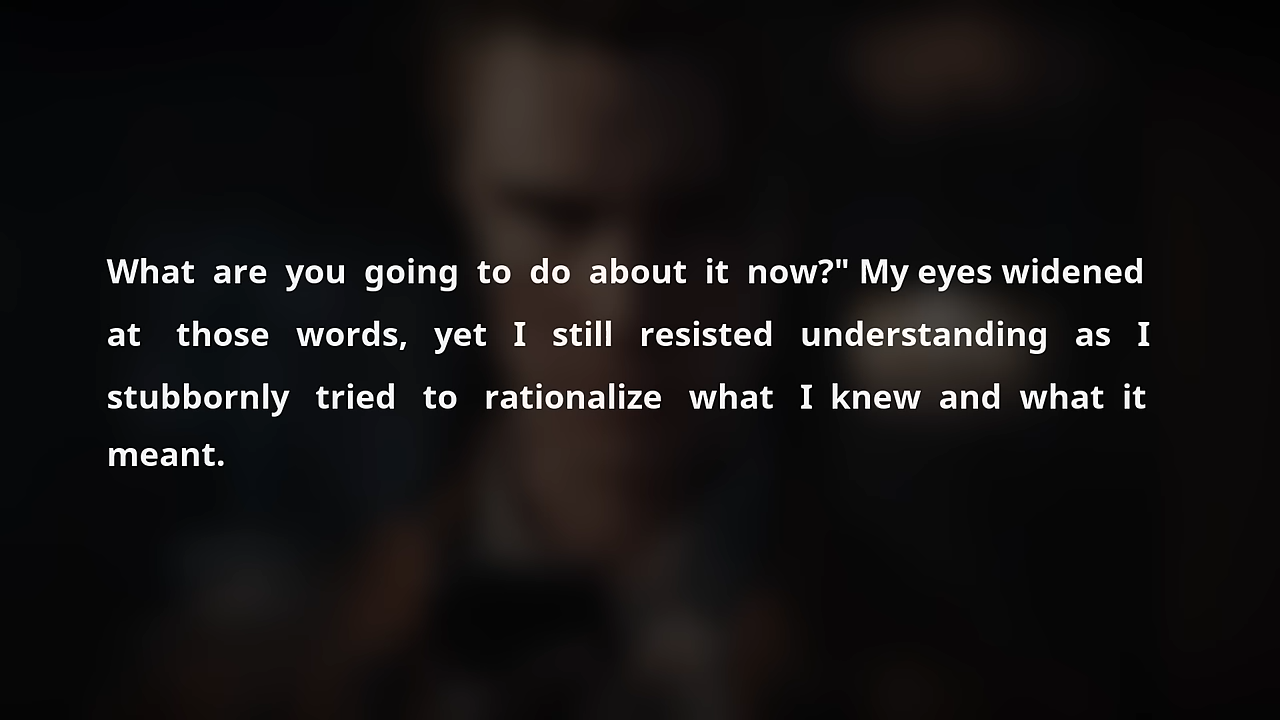 What are you going to do about it now?" My eyes widened
at those words, yet I still resisted understanding as I
stubbornly tried to rationalize what I knew and what it
meant.